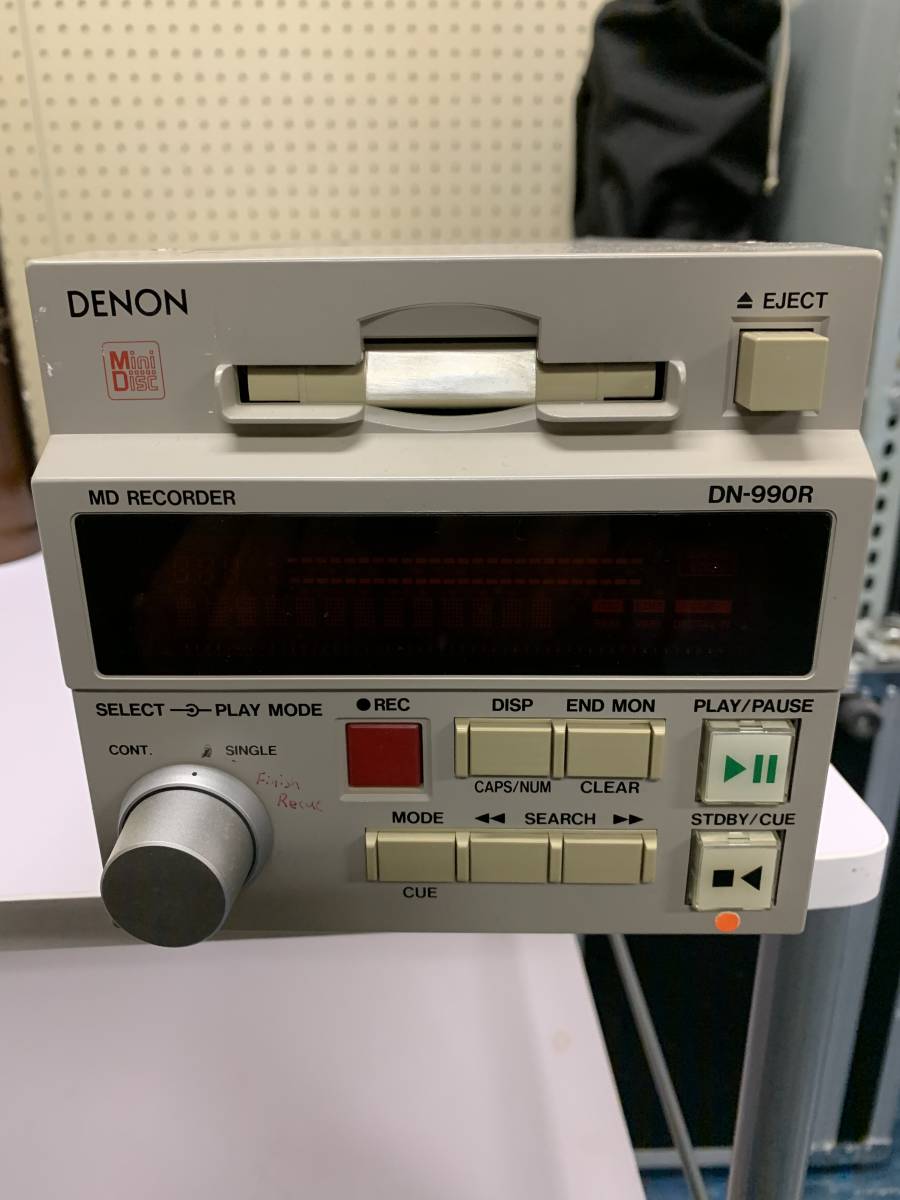 DENON
Mini Disc
⏏ EJECT
MD RECORDER
DN-990R
SELECT PLAY MODE
CONT.
SINGLE
Finish
Recue
●REC
DISP
END MON
PLAY/PAUSE
CAPS/NUM
CLEAR
MODE
◀◀ SEARCH ▶▶
STDBY/CUE
CUE